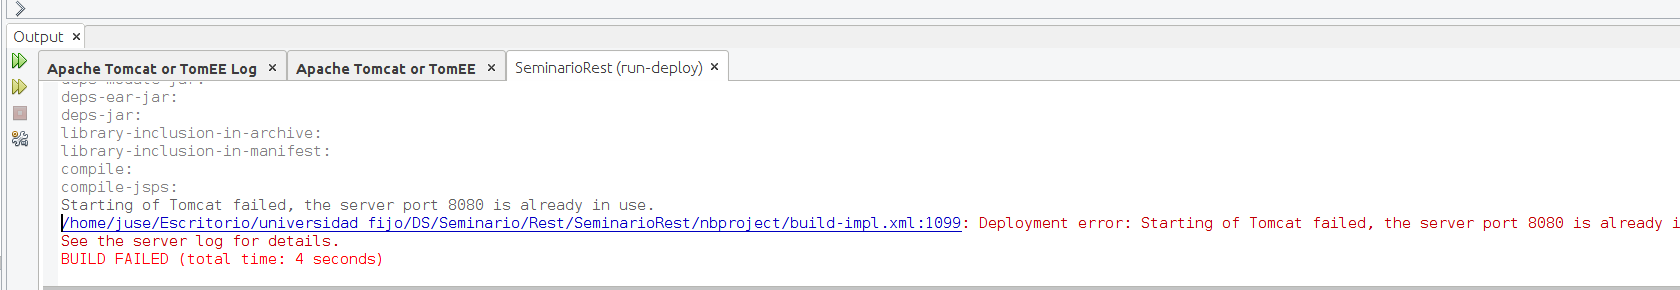 Output
Apache Tomcat or TomEE Log
Apache Tomcat or TomEE
SeminarioRest (run-deploy)
deps-module-jar:
deps-ear-jar:
deps-jar:
library-inclusion-in-archive:
library-inclusion-in-manifest:
compile:
compile-jsps:
Starting of Tomcat failed, the server port 8080 is already in use.
/home/juse/Escritorio/universidad fijo/DS/Seminario/Rest/SeminarioRest/nbproject/build-impl.xml:1099: Deployment error: Starting of Tomcat failed, the server port 8080 is already i
See the server log for details.
BUILD FAILED (total time: 4 seconds)